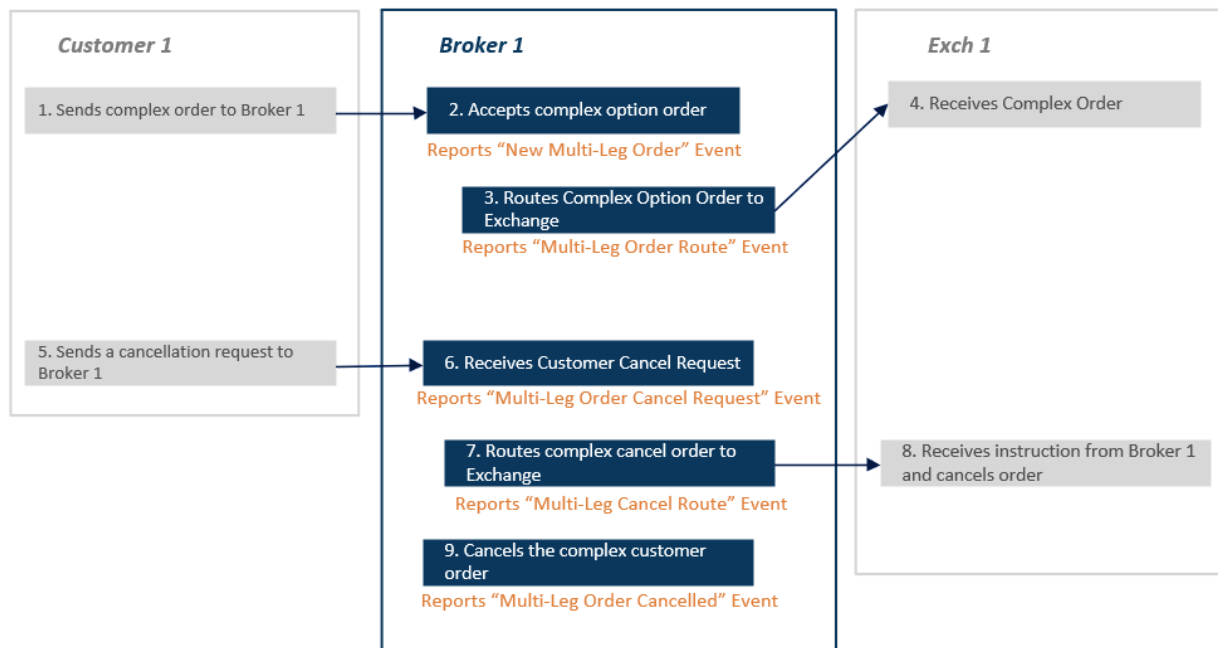 Customer 1
Broker 1
Exch 1
1. Sends complex order to Broker 1
2. Accepts complex option order
4. Receives Complex Order
Reports “New Multi-Leg Order” Event
3. Routes Complex Option Order to
Exchange
Reports “Multi-Leg Order Route” Event
5. Sends a cancellation request to
Broker 1
6. Receives Customer Cancel Request
Reports “Multi-Leg Order Cancel Request” Event
7. Routes complex cancel order to
Exchange
8. Receives instruction from Broker 1
and cancels order
Reports “Multi-Leg Cancel Route” Event
9. Cancels the complex customer
order
Reports “Multi-Leg Order Cancelled” Event